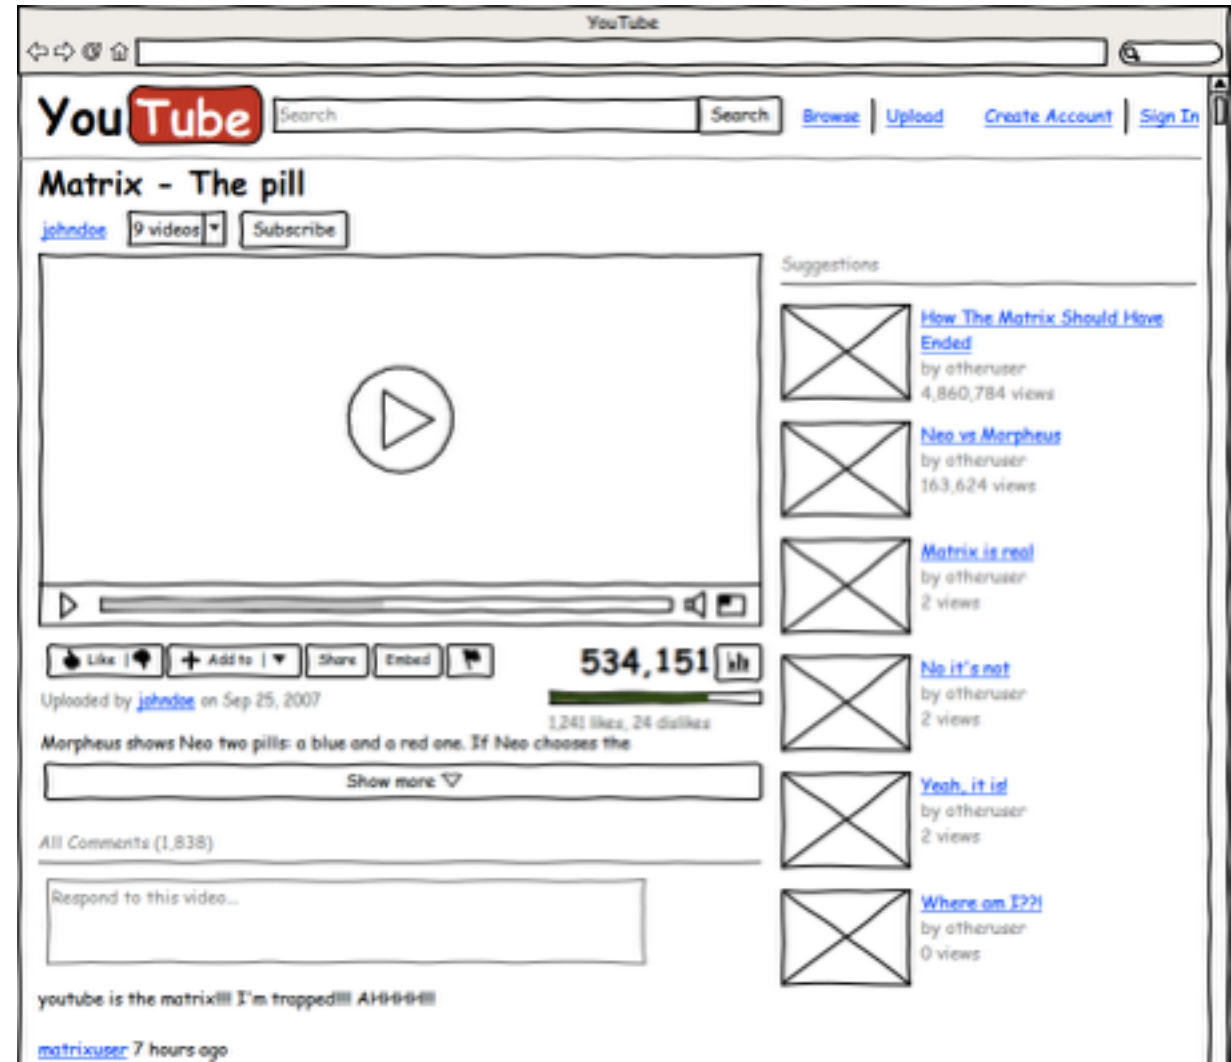 YouTube
YouTube
Search
Search
Browse
Upload
Create Account
Sign In
Matrix - The pill
johndoe
9 videos
Subscribe
Like
Add to
Share
Embed
534,151
Uploaded by johndoe on Sep 25, 2007
1,241 likes, 24 dislikes
Morpheus shows Neo two pills: a blue and a red one. If Neo chooses the
Show more
All Comments (1,838)
Respond to this video...
youtube is the matrix!!!! I'm trapped!!!! AHHHH!!!!
matrixuser 7 hours ago
Suggestions
How The Matrix Should Have
Ended
by otheruser
4,860,784 views
Neo vs Morpheus
by otheruser
163,624 views
Matrix is real
by otheruser
2 views
No it's not
by otheruser
2 views
Yeah, it is!
by otheruser
2 views
Where am I??!
by otheruser
0 views